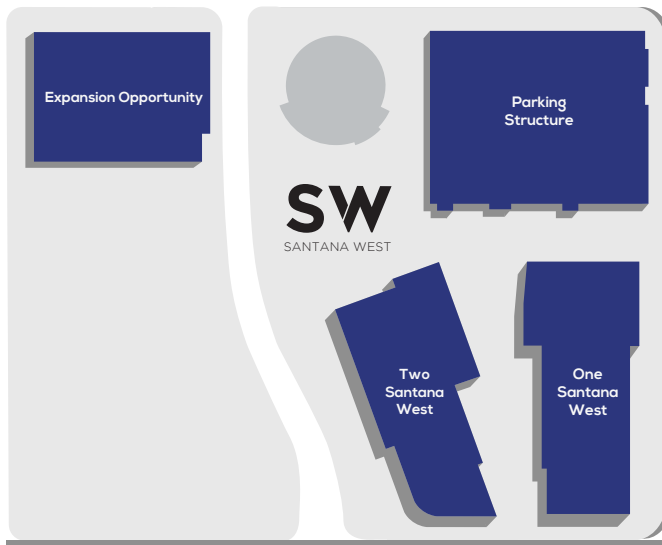 Expansion Opportunity
Parking
Structure
SW
SANTANA WEST
Two
Santana
West
One
Santana
West